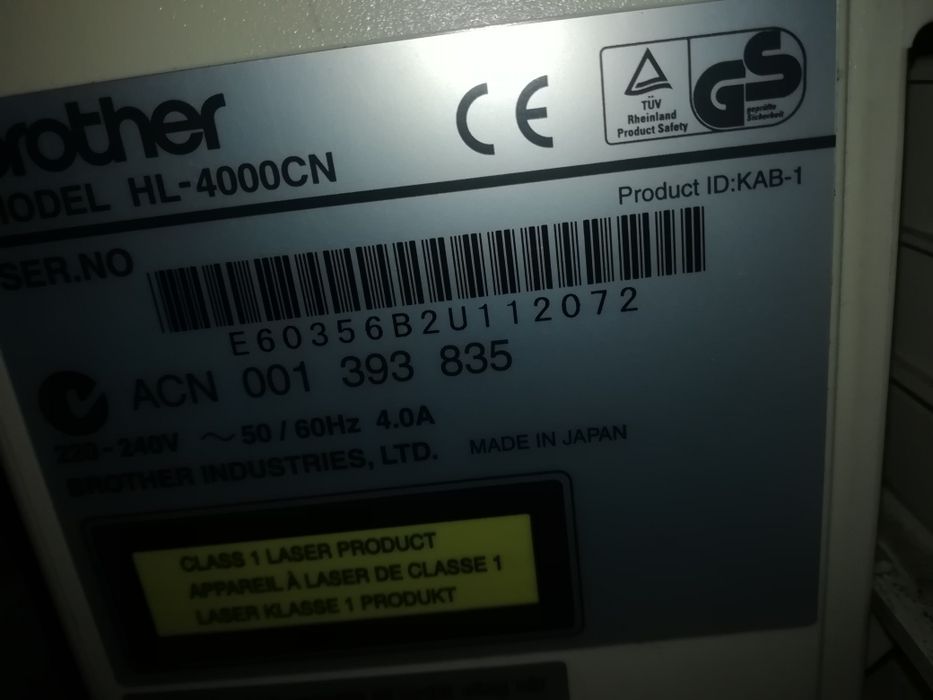 brother
CE
TÜV
Rheinland
Product Safety
GS
geprüfte
Sicherheit
MODEL HL-4000CN
Product ID:KAB-1
SER.NO
E60356B2U112072
ACN 001 393 835
220-240V ～ 50 / 60Hz 4.0A
BROTHER INDUSTRIES, LTD. MADE IN JAPAN
CLASS 1 LASER PRODUCT
APPAREIL À LASER DE CLASSE 1
LASER KLASSE 1 PRODUKT